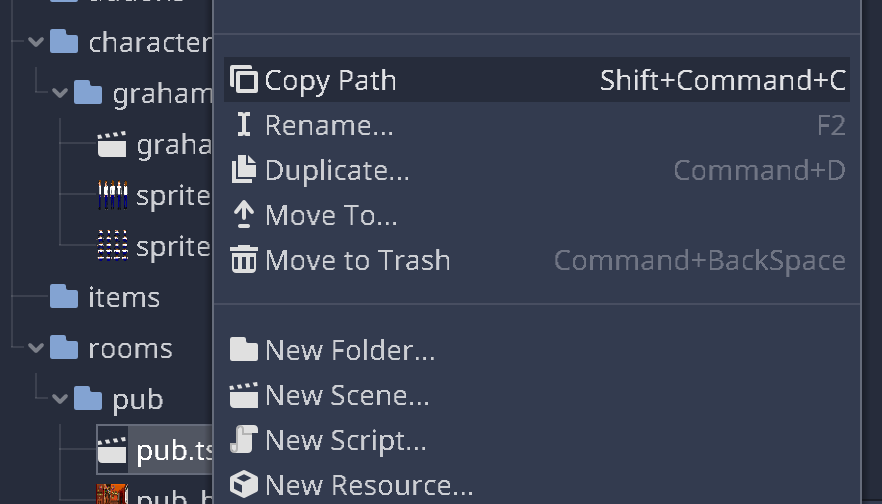 addons
character
graham
graha
sprite
sprite
items
rooms
pub
pub.ts
pub_b
Copy Path Shift+Command+C
Rename... F2
Duplicate... Command+D
Move To...
Move to Trash Command+BackSpace
New Folder...
New Scene...
New Script...
New Resource...